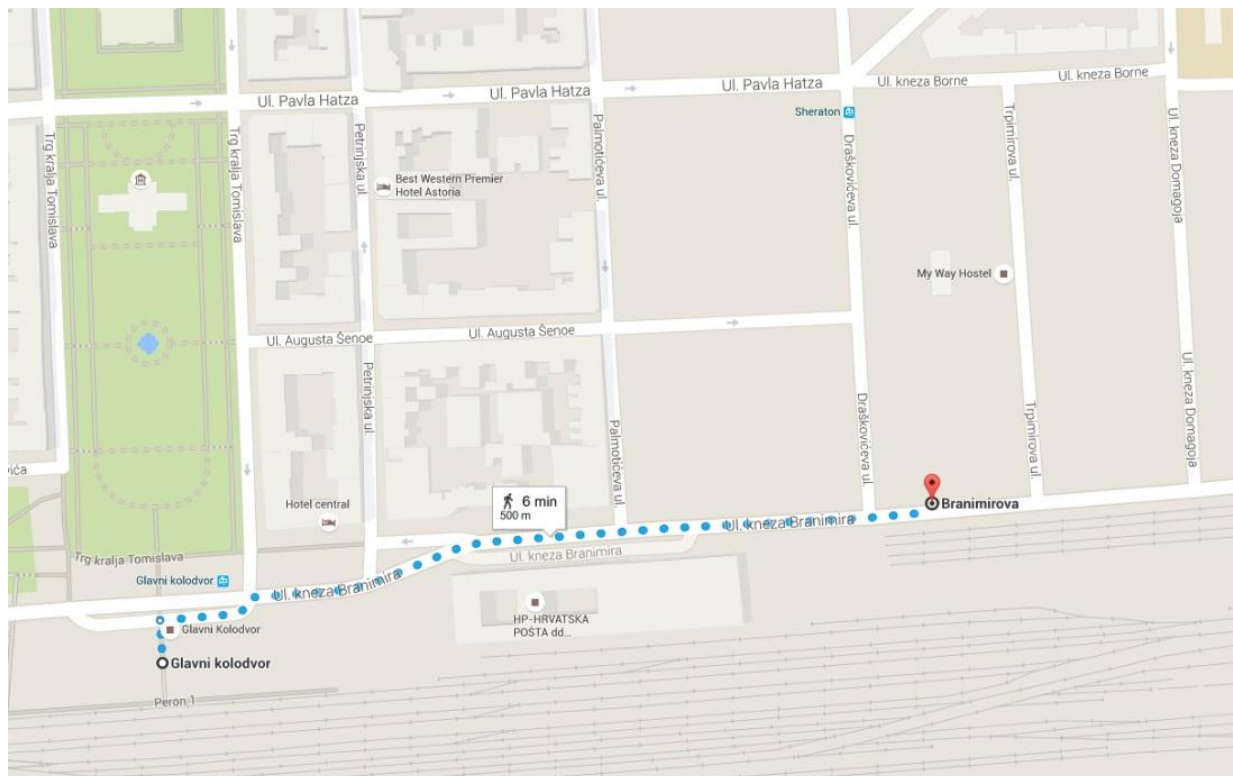 Ul. kneza Borne
Ul. kneza Borne
Ul. Pavla Hatza
Ul. Pavla Hatza
Ul. Pavla Hatza
Sheraton
Trg kralja Tomislava
Trg kralja Tomislava
Petrinjska ul.
Palmotićeva ul.
Draškovićeva ul.
Trpimirova ul.
Ul. kneza Domagoja
Best Western Premier
Hotel Astoria
My Way Hostel
Ul. Augusta Šenoe
Ul. Augusta Šenoe
Petrinjska ul.
Palmotićeva ul.
Draškovićeva ul.
Trpimirova ul.
Ul. kneza Domagoja
vića
Hotel central
6 min
500 m
Branimirova
Ul. kneza Branimira
Ul. kneza Branimira
Trg kralja Tomislava
Glavni kolodvor
Ul. kneza Branimira
HP-HRVATSKA
POŠTA dd...
Glavni Kolodvor
Glavni kolodvor
Peron 1